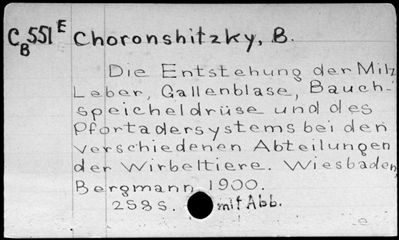 C_B 551^E Choronshitzky, B.
Die Entstehung der Milz
Leber, Gallenblase, Bauch-
speicheldrüse und des
Pfortadersystems bei den
verschiedenen Abteilungen
der Wirbeltiere. Wiesbaden
Bergmann 1900.
258 S. mit Abb.